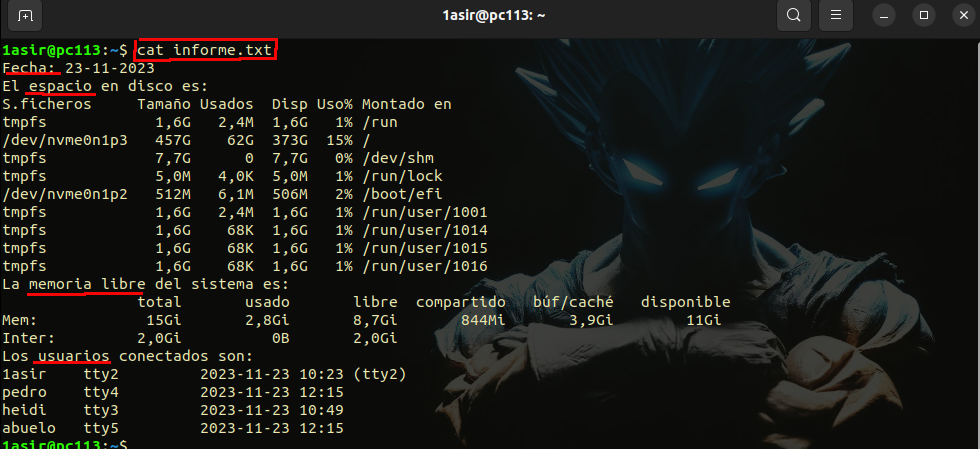 1asir@pc113: ~
1asir@pc113:~$ cat informe.txt
Fecha: 23-11-2023
El espacio en disco es:
S.ficheros     Tamaño Usados  Disp Uso% Montado en
tmpfs            1,6G   2,4M  1,6G   1% /run
/dev/nvme0n1p3   457G    62G  373G  15% /
tmpfs            7,7G      0  7,7G   0% /dev/shm
tmpfs            5,0M   4,0K  5,0M   1% /run/lock
/dev/nvme0n1p2   512M   6,1M  506M   2% /boot/efi
tmpfs            1,6G   2,4M  1,6G   1% /run/user/1001
tmpfs            1,6G    68K  1,6G   1% /run/user/1014
tmpfs            1,6G    68K  1,6G   1% /run/user/1015
tmpfs            1,6G    68K  1,6G   1% /run/user/1016
La memoria libre del sistema es:
               total       usado       libre  compartido   búf/caché   disponible
Mem:            15Gi       2,8Gi       8,7Gi       844Mi       3,9Gi        11Gi
Inter:         2,0Gi          0B       2,0Gi
Los usuarios conectados son:
1asir    tty2         2023-11-23 10:23 (tty2)
pedro    tty4         2023-11-23 12:15
heidi    tty3         2023-11-23 10:49
abuelo   tty5         2023-11-23 12:15
1asir@pc113:~$